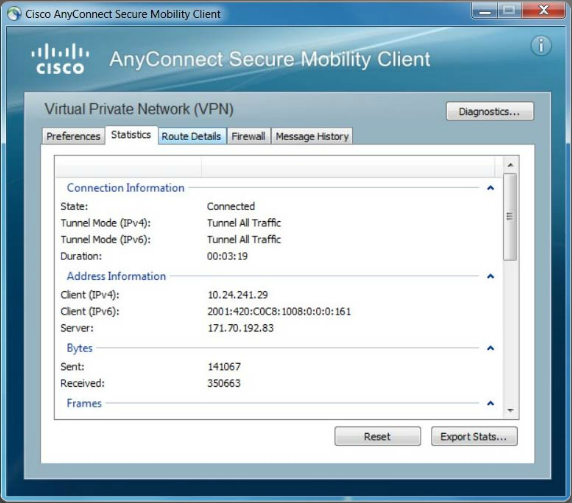 Cisco AnyConnect Secure Mobility Client
CISCO
AnyConnect Secure Mobility Client
Virtual Private Network (VPN)
Diagnostics...
Preferences Statistics Route Details Firewall Message History
Connection Information
State: Connected
Tunnel Mode (IPv4): Tunnel All Traffic
Tunnel Mode (IPv6): Tunnel All Traffic
Duration: 00:03:19
Address Information
Client (IPv4): 10.24.241.29
Client (IPv6): 2001:420:C0C8:1008:0:0:0:161
Server: 171.70.192.83
Bytes
Sent: 141067
Received: 350663
Frames
Reset Export Stats...